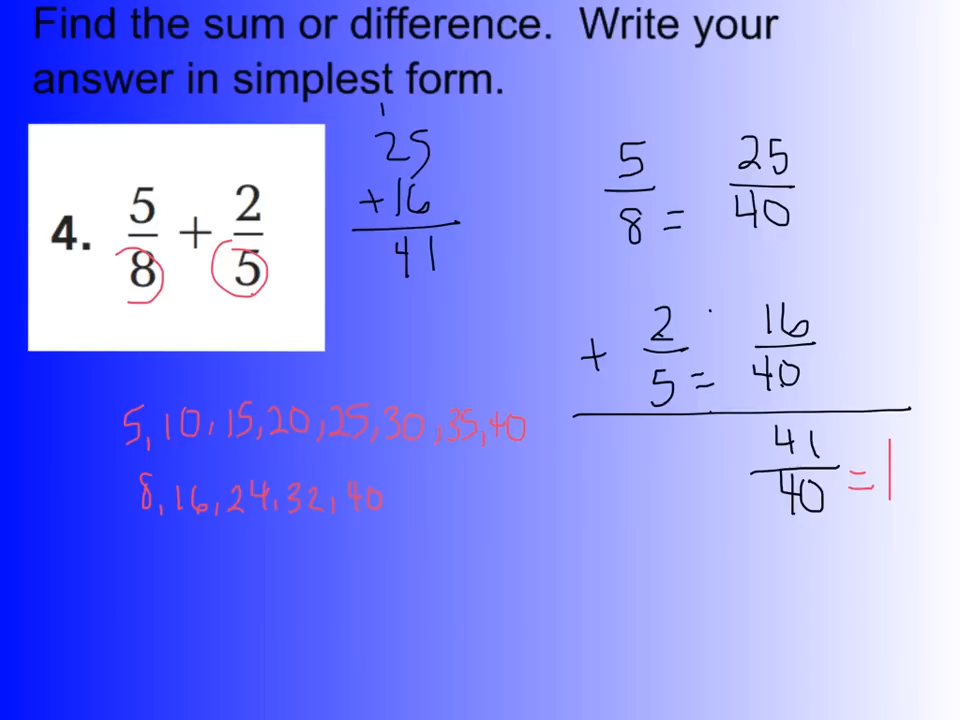 Find the sum or difference. Write your
answer in simplest form.
4. 5/8 + 2/5
1
25
+16
41
5/8 = 25/40
+ 2/5 = 16/40
41/40 = 1
5, 10, 15, 20, 25, 30, 35, 40
8, 16, 24, 32, 40